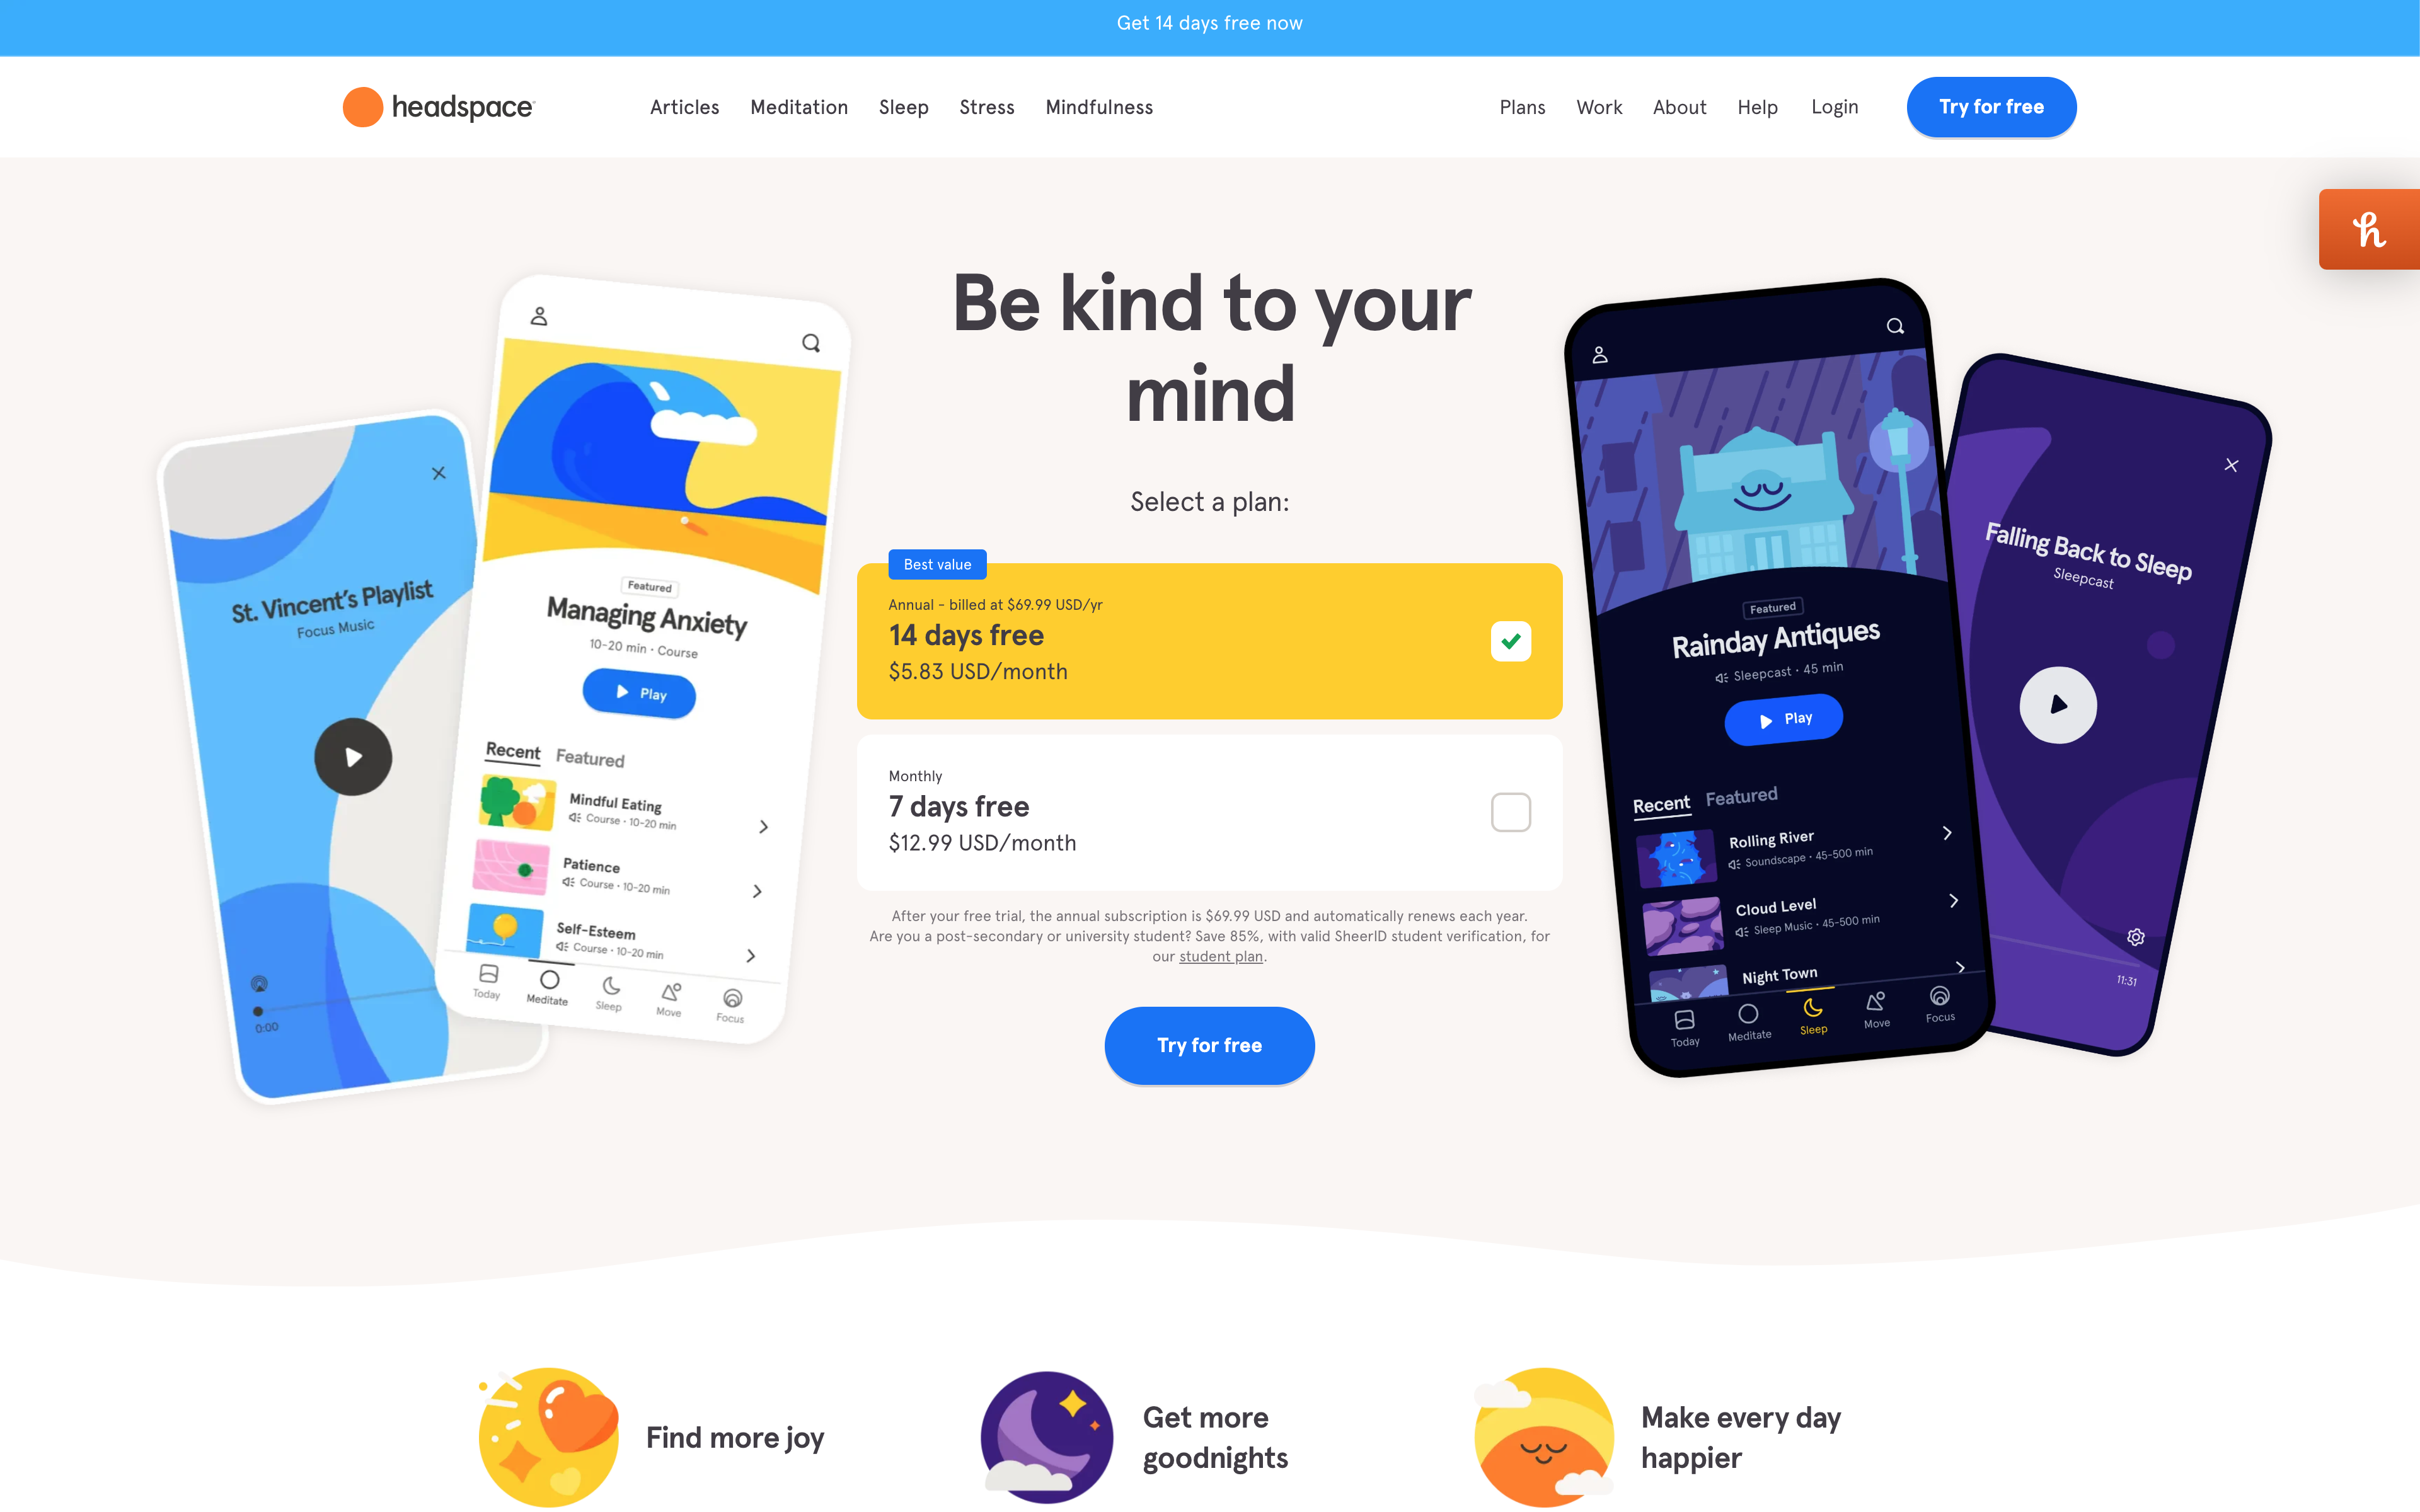 Get 14 days free now
headspace
Articles Meditation Sleep Stress Mindfulness
Plans Work About Help Login Try for free
Be kind to your
mind
Select a plan:
Best value
Annual - billed at $69.99 USD/yr
14 days free
$5.83 USD/month
Monthly
7 days free
$12.99 USD/month
After your free trial, the annual subscription is $69.99 USD and automatically renews each year.
Are you a post-secondary or university student? Save 85%, with valid SheerID student verification, for
our student plan.
Try for free
St. Vincent's Playlist
Focus Music
0:00
Featured
Managing Anxiety
10-20 min · Course
Play
Recent Featured
Mindful Eating
Course · 10-20 min
Patience
Course · 10-20 min
Self-Esteem
Course · 10-20 min
Today Meditate Sleep Move Focus
Featured
Rainday Antiques
Sleepcast · 45 min
Play
Recent Featured
Rolling River
Soundscape · 45-500 min
Cloud Level
Sleep Music · 45-500 min
Night Town
Today Meditate Sleep Move Focus
Falling Back to Sleep
Sleepcast
11:31
Find more joy
Get more
goodnights
Make every day
happier